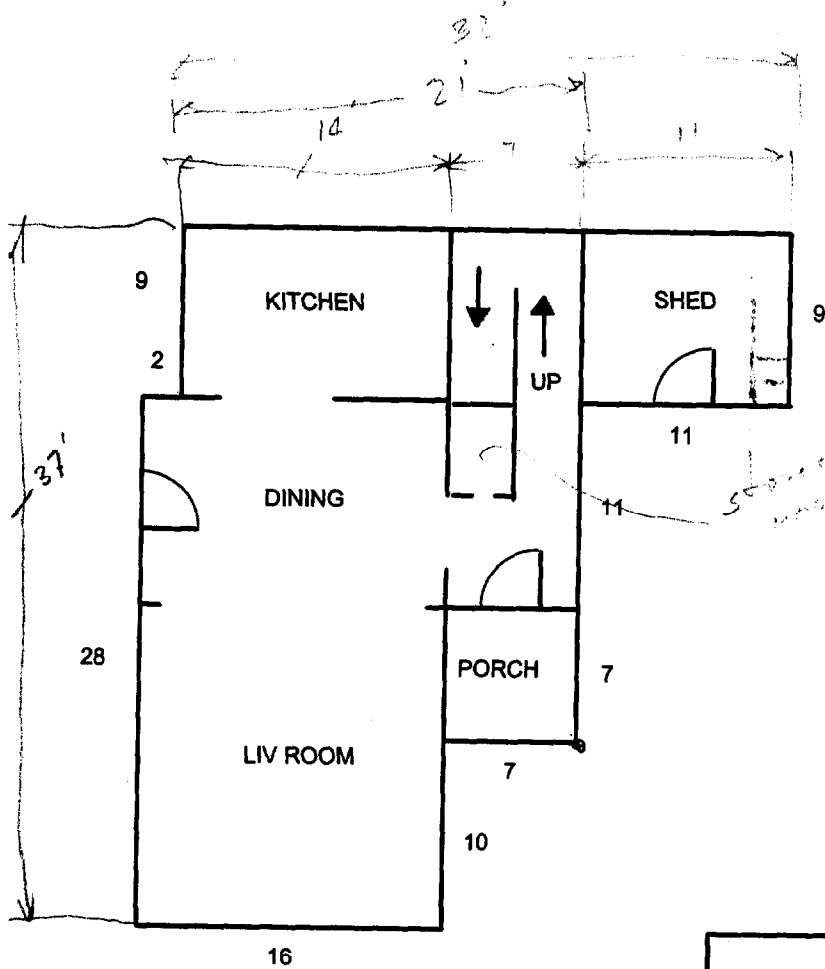 32'
21'
14 7 11
9
KITCHEN
SHED
9
2
UP
11
37'
DINING
11
28
PORCH
7
LIV ROOM
7
10
16